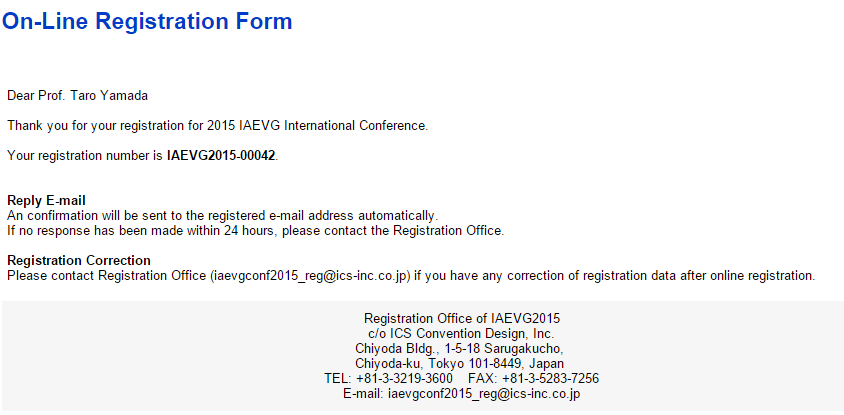 On-Line Registration Form
Dear Prof. Taro Yamada
Thank you for your registration for 2015 IAEVG International Conference.
Your registration number is IAEVG2015-00042.
Reply E-mail
An confirmation will be sent to the registered e-mail address automatically.
If no response has been made within 24 hours, please contact the Registration Office.
Registration Correction
Please contact Registration Office (iaevgconf2015_reg@ics-inc.co.jp) if you have any correction of registration data after online registration.
Registration Office of IAEVG2015
c/o ICS Convention Design, Inc.
Chiyoda Bldg., 1-5-18 Sarugakucho,
Chiyoda-ku, Tokyo 101-8449, Japan
TEL: +81-3-3219-3600 FAX: +81-3-5283-7256
E-mail: iaevgconf2015_reg@ics-inc.co.jp